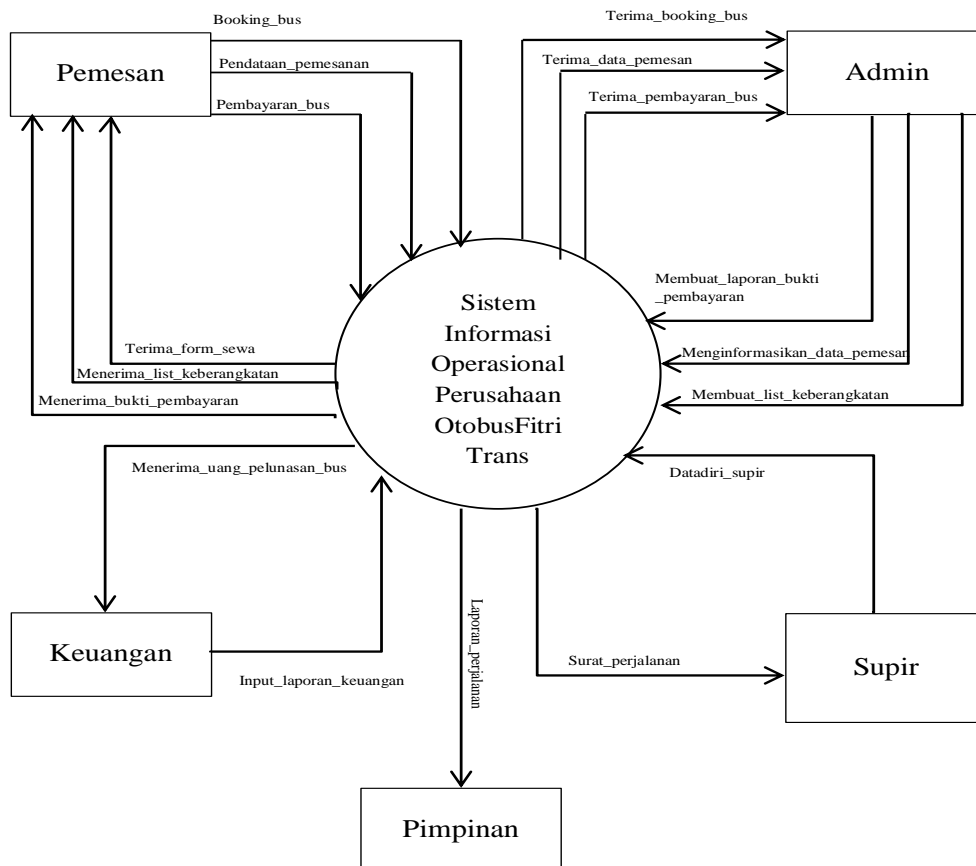 Booking_bus
Pemesan
Pendataan_pemesanan
Pembayaran_bus
Terima_booking_bus
Terima_data_pemesan
Terima_pembayaran_bus
Admin
Sistem
Informasi
Operasional
Perusahaan
OtobusFitri
Trans
Membuat_laporan_bukti
_pembayaran
Menginformasikan_data_pemesan
Membuat_list_keberangkatan
Terima_form_sewa
Menerima_list_keberangkatan
Menerima_bukti_pembayaran
Menerima_uang_pelunasan_bus
Datadiri_supir
Keuangan
Input_laporan_keuangan
Laporan_perjalanan
Surat_perjalanan
Supir
Pimpinan